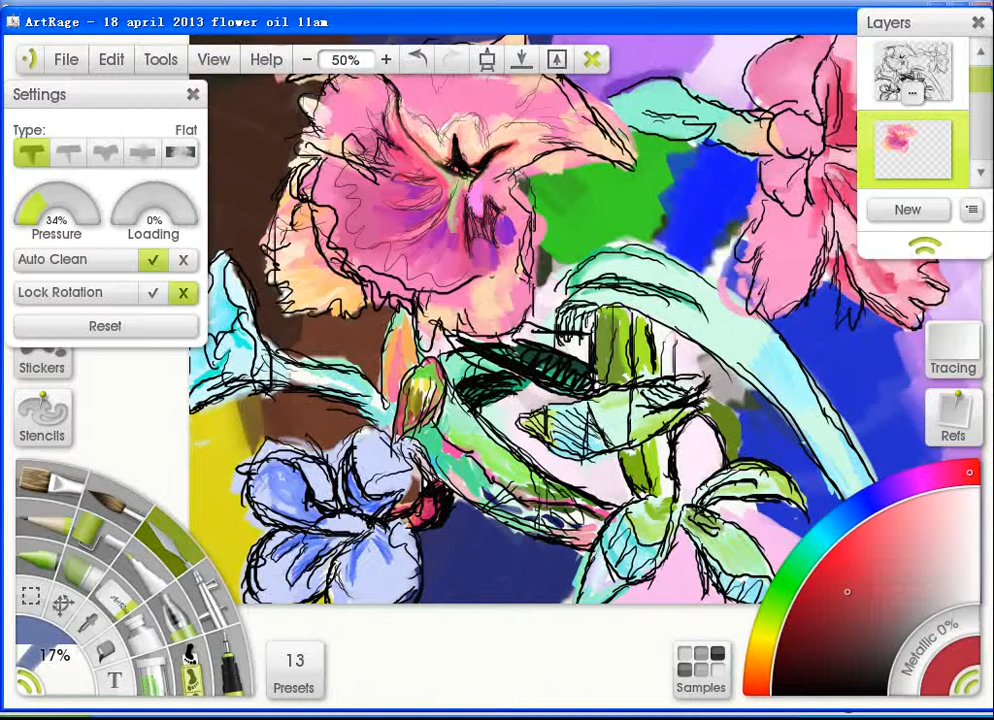 ArtRage - 18 april 2013 flower oil 11am
Layers
File Edit Tools View Help - 50% +
Settings
Type: Flat
34%
Pressure
0%
Loading
Auto Clean
Lock Rotation
Reset
New
Stickers
Stencils
Tracing
Refs
17%
T
13
Presets
Samples
Metallic 0%